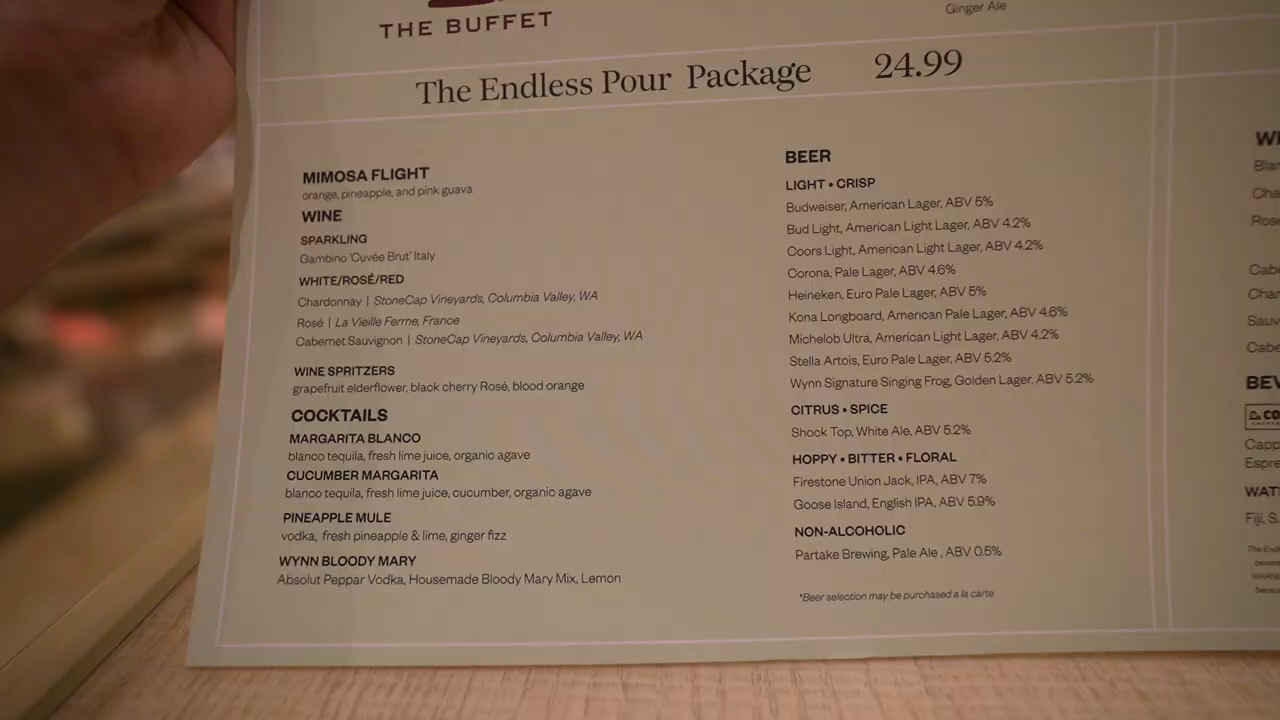 THE BUFFET
Ginger Ale
The Endless Pour Package 24.99
MIMOSA FLIGHT
orange, pineapple, and pink guava
WINE
SPARKLING
Gambino 'Cuvée Brut' Italy
WHITE/ROSÉ/RED
Chardonnay | StoneCap Vineyards, Columbia Valley, WA
Rosé | La Vieille Ferme, France
Cabernet Sauvignon | StoneCap Vineyards, Columbia Valley, WA
WINE SPRITZERS
grapefruit elderflower, black cherry Rosé, blood orange
COCKTAILS
MARGARITA BLANCO
blanco tequila, fresh lime juice, organic agave
CUCUMBER MARGARITA
blanco tequila, fresh lime juice, cucumber, organic agave
PINEAPPLE MULE
vodka, fresh pineapple & lime, ginger fizz
WYNN BLOODY MARY
Absolut Peppar Vodka, Housemade Bloody Mary Mix, Lemon
BEER
LIGHT • CRISP
Budweiser, American Lager, ABV 5%
Bud Light, American Light Lager, ABV 4.2%
Coors Light, American Light Lager, ABV 4.2%
Corona, Pale Lager, ABV 4.6%
Heineken, Euro Pale Lager, ABV 5%
Kona Longboard, American Pale Lager, ABV 4.6%
Michelob Ultra, American Light Lager, ABV 4.2%
Stella Artois, Euro Pale Lager, ABV 5.2%
Wynn Signature Singing Frog, Golden Lager, ABV 5.2%
CITRUS • SPICE
Shock Top, White Ale, ABV 5.2%
HOPPY • BITTER • FLORAL
Firestone Union Jack, IPA, ABV 7%
Goose Island, English IPA, ABV 5.9%
NON-ALCOHOLIC
Partake Brewing, Pale Ale , ABV 0.5%
*Beer selection may be purchased a la carte
Fiji, S.